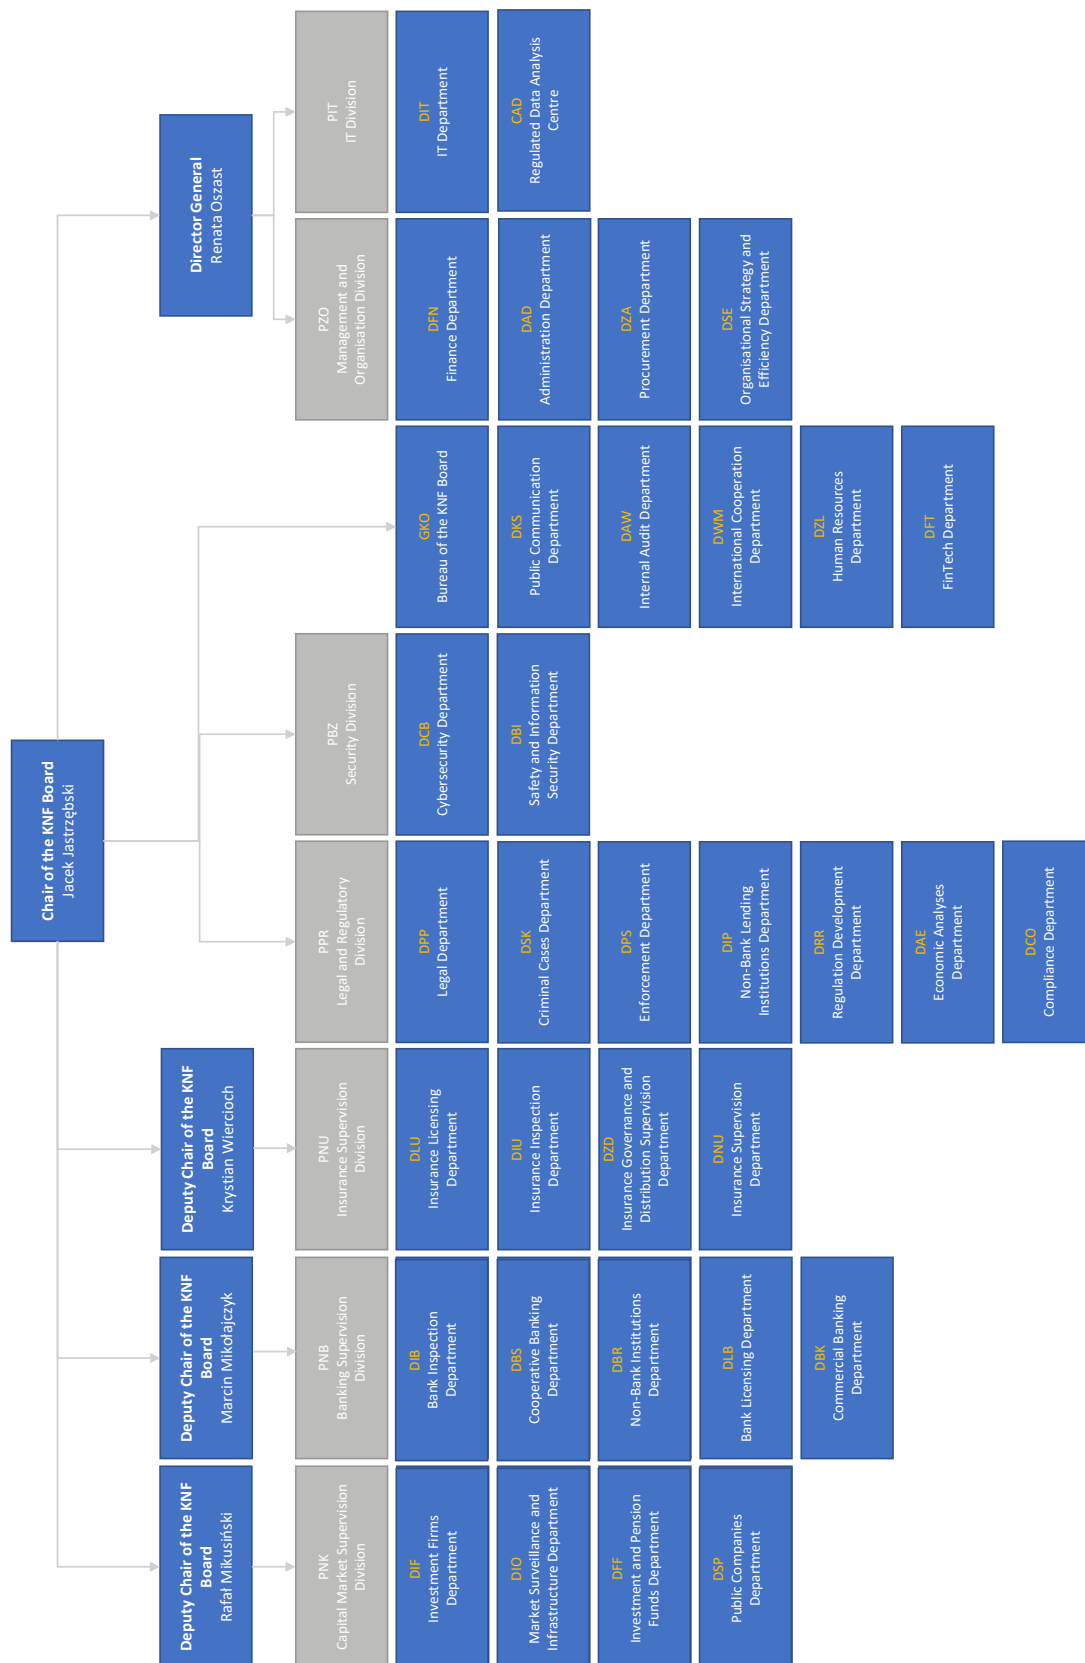 Chair of the KNF Board
Jacek Jastrzębski
Deputy Chair of the KNF
Board
Rafał Mikusiński
Deputy Chair of the KNF
Board
Marcin Mikołajczyk
Deputy Chair of the KNF
Board
Krystian Wiercioch
Director General
Renata Oszast
PNK
Capital Market Supervision
Division
PNB
Banking Supervision
Division
PNU
Insurance Supervision
Division
PPR
Legal and Regulatory
Division
PBZ
Security Division
PZO
Management and
Organisation Division
PIT
IT Division
DIF
Investment Firms
Department
DIB
Bank Inspection
Department
DLU
Insurance Licensing
Department
DPP
Legal Department
DCB
Cybersecurity Department
GKO
Bureau of the KNF Board
DFN
Finance Department
DIT
IT Department
DIO
Market Surveillance and
Infrastructure Department
DBS
Cooperative Banking
Department
DIU
Insurance Inspection
Department
DSK
Criminal Cases Department
DBI
Safety and Information
Security Department
DKS
Public Communication
Department
DAD
Administration Department
CAD
Regulated Data Analysis
Centre
DFF
Investment and Pension
Funds Department
DBR
Non-Bank Institutions
Department
DZD
Insurance Governance and
Distribution Supervision
Department
DPS
Enforcement Department
DAW
Internal Audit Department
DZA
Procurement Department
DSP
Public Companies
Department
DLB
Bank Licensing Department
DNU
Insurance Supervision
Department
DIP
Non-Bank Lending
Institutions Department
DWM
International Cooperation
Department
DSE
Organisational Strategy and
Efficiency Department
DBK
Commercial Banking
Department
DRR
Regulation Development
Department
DZL
Human Resources
Department
DAE
Economic Analyses
Department
DFT
FinTech Department
DCO
Compliance Department